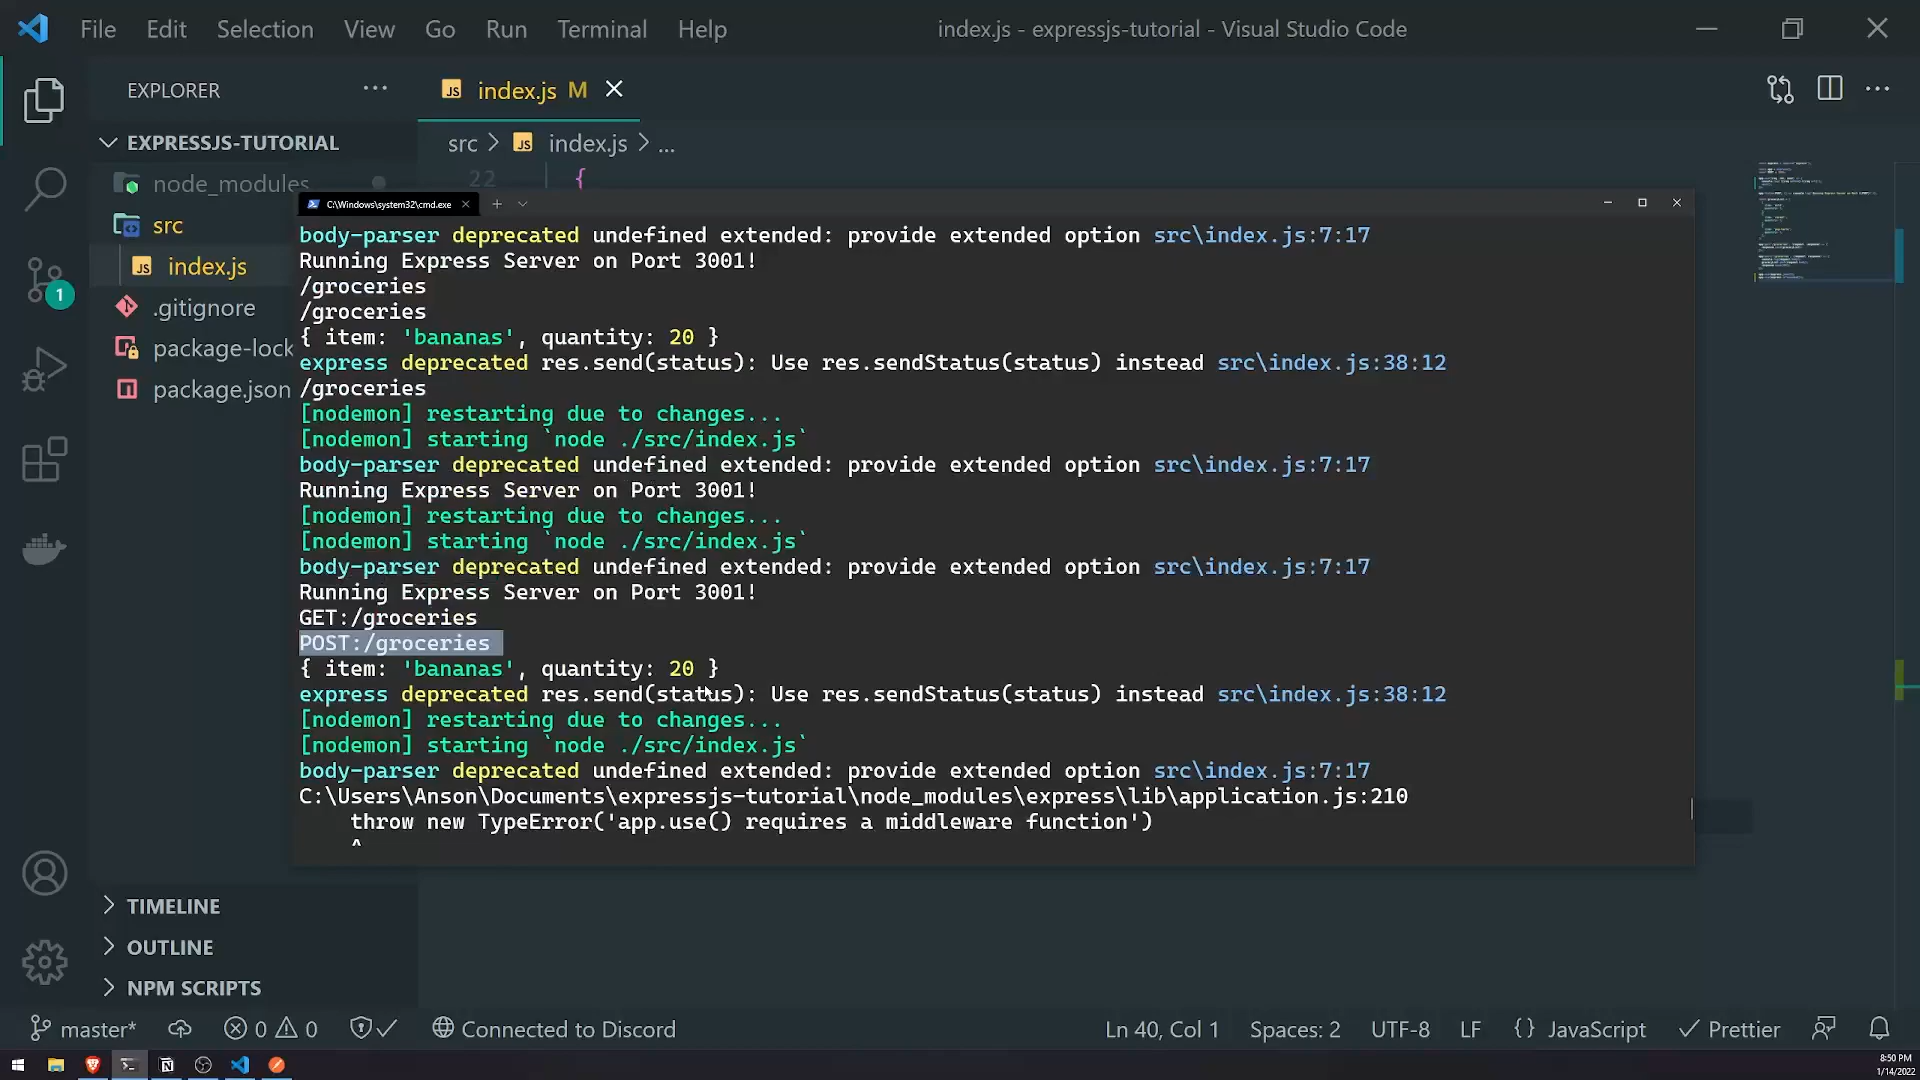 File Edit Selection View Go Run Terminal Help
index.js - expressjs-tutorial - Visual Studio Code
EXPLORER
index.js M
EXPRESSJS-TUTORIAL
src > index.js > ...
node_modules
22 {
C:\Windows\system32\cmd.exe
src
index.js
.gitignore
package-lock
package.json
body-parser deprecated undefined extended: provide extended option src\index.js:7:17
Running Express Server on Port 3001!
/groceries
/groceries
{ item: 'bananas', quantity: 20 }
express deprecated res.send(status): Use res.sendStatus(status) instead src\index.js:38:12
/groceries
[nodemon] restarting due to changes...
[nodemon] starting `node ./src/index.js`
body-parser deprecated undefined extended: provide extended option src\index.js:7:17
Running Express Server on Port 3001!
[nodemon] restarting due to changes...
[nodemon] starting `node ./src/index.js`
body-parser deprecated undefined extended: provide extended option src\index.js:7:17
Running Express Server on Port 3001!
GET:/groceries
POST:/groceries
{ item: 'bananas', quantity: 20 }
express deprecated res.send(status): Use res.sendStatus(status) instead src\index.js:38:12
[nodemon] restarting due to changes...
[nodemon] starting `node ./src/index.js`
body-parser deprecated undefined extended: provide extended option src\index.js:7:17
C:\Users\Anson\Documents\expressjs-tutorial\node_modules\express\lib\application.js:210
throw new TypeError('app.use() requires a middleware function')
^
1
TIMELINE
OUTLINE
NPM SCRIPTS
master* 0 0 Connected to Discord
Ln 40, Col 1 Spaces: 2 UTF-8 LF {} JavaScript Prettier
8:50 PM
1/14/2022